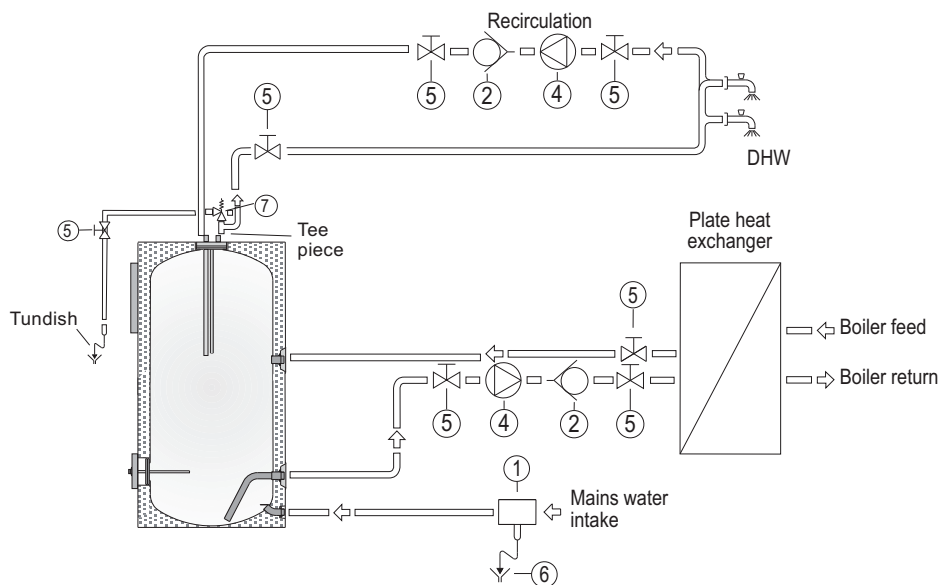 Recirculation
5
2
4
5
5
DHW
7
5
Tee
piece
Plate heat
exchanger
5
Tundish
Boiler feed
Boiler return
5
4
2
5
1
Mains water
intake
6